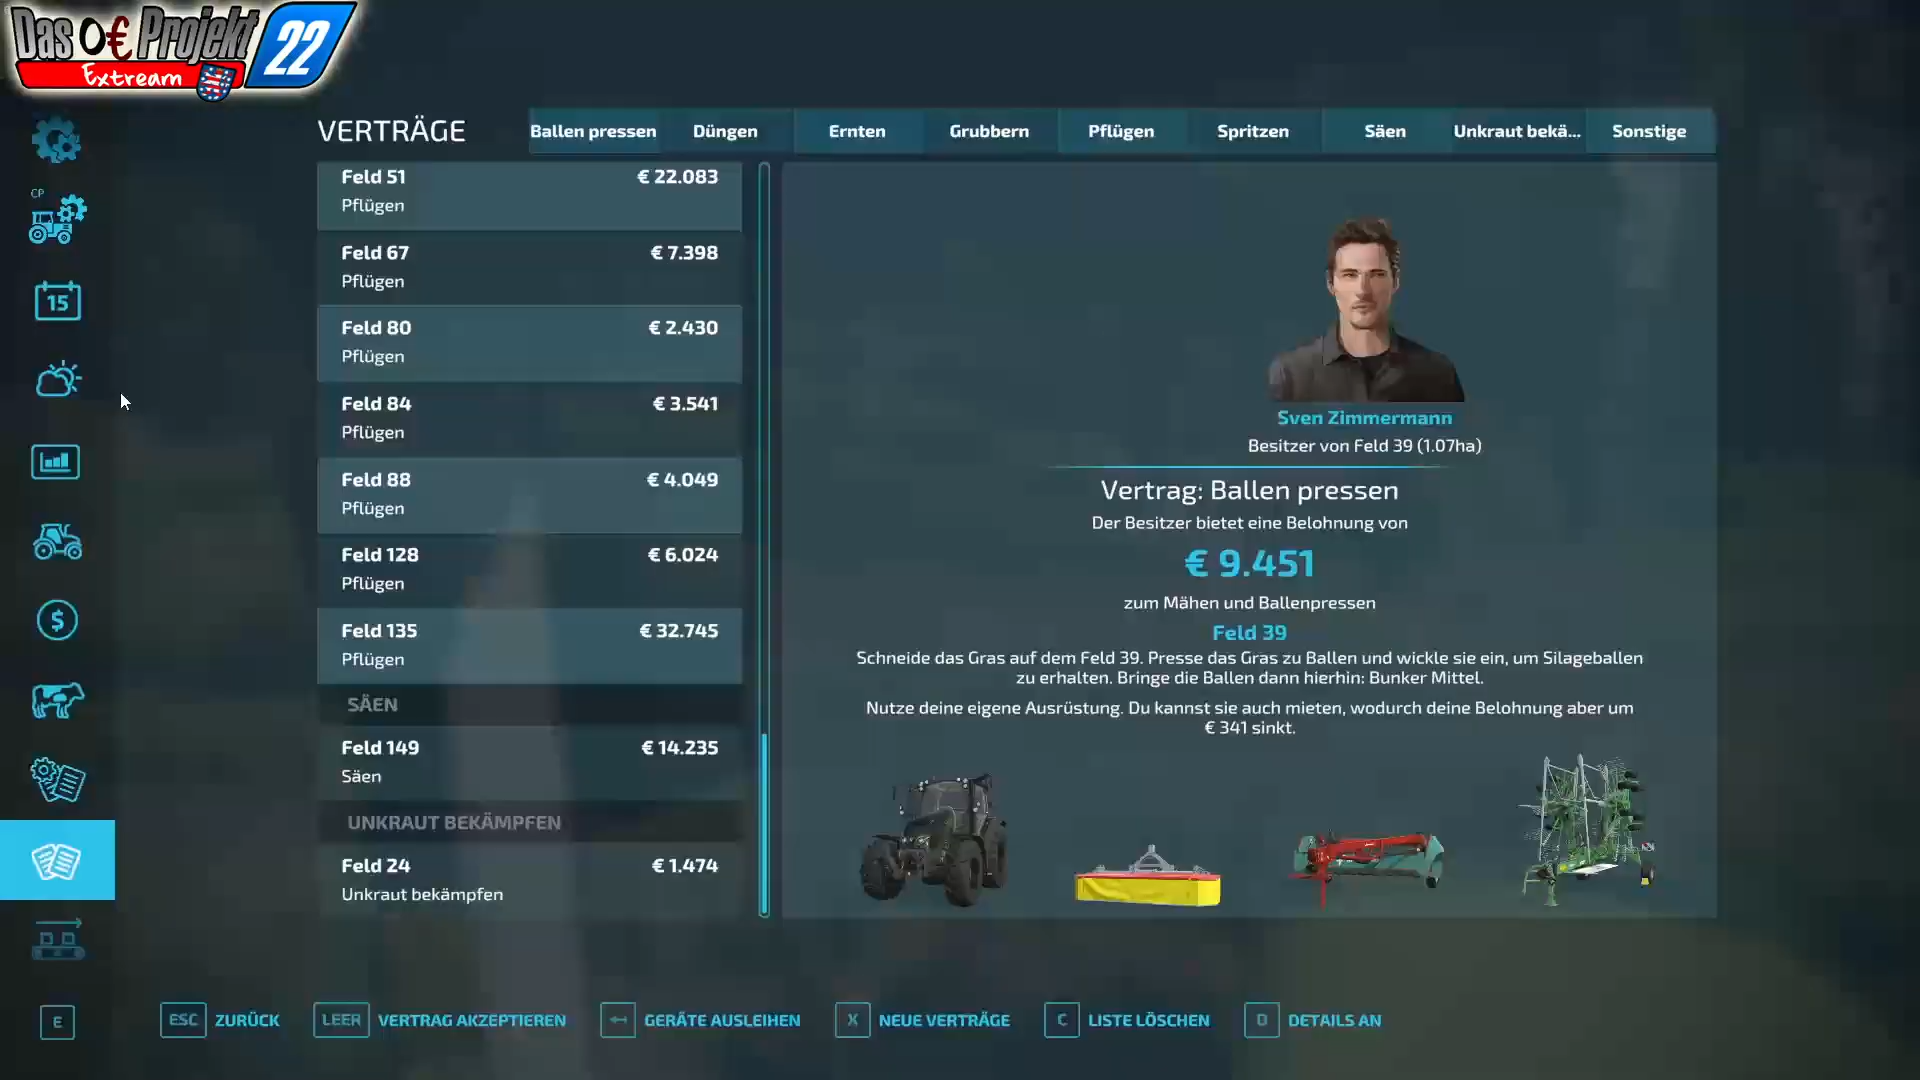 Das 0€ Projekt 22
Extream
VERTRÄGE
Ballen pressen
Düngen
Ernten
Grubbern
Pflügen
Spritzen
Säen
Unkraut bekä...
Sonstige
CP
15
Feld 51 € 22.083
Pflügen
Feld 67 € 7.398
Pflügen
Feld 80 € 2.430
Pflügen
Feld 84 € 3.541
Pflügen
Feld 88 € 4.049
Pflügen
Feld 128 € 6.024
Pflügen
Feld 135 € 32.745
Pflügen
SÄEN
Feld 149 € 14.235
Säen
UNKRAUT BEKÄMPFEN
Feld 24 € 1.474
Unkraut bekämpfen
Sven Zimmermann
Besitzer von Feld 39 (1.07ha)
Vertrag: Ballen pressen
Der Besitzer bietet eine Belohnung von
€ 9.451
zum Mähen und Ballenpressen
Feld 39
Schneide das Gras auf dem Feld 39. Presse das Gras zu Ballen und wickle sie ein, um Silageballen
zu erhalten. Bringe die Ballen dann hierhin: Bunker Mittel.
Nutze deine eigene Ausrüstung. Du kannst sie auch mieten, wodurch deine Belohnung aber um
€ 341 sinkt.
E
ESC ZURÜCK
LEER VERTRAG AKZEPTIEREN
GERÄTE AUSLEIHEN
X NEUE VERTRÄGE
C LISTE LÖSCHEN
D DETAILS AN